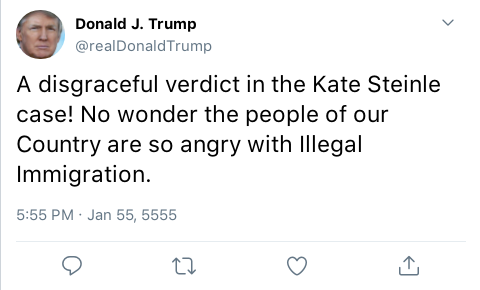 Donald J. Trump
@realDonaldTrump
A disgraceful verdict in the Kate Steinle
case! No wonder the people of our
Country are so angry with Illegal
Immigration.
5:55 PM · Jan 55, 5555